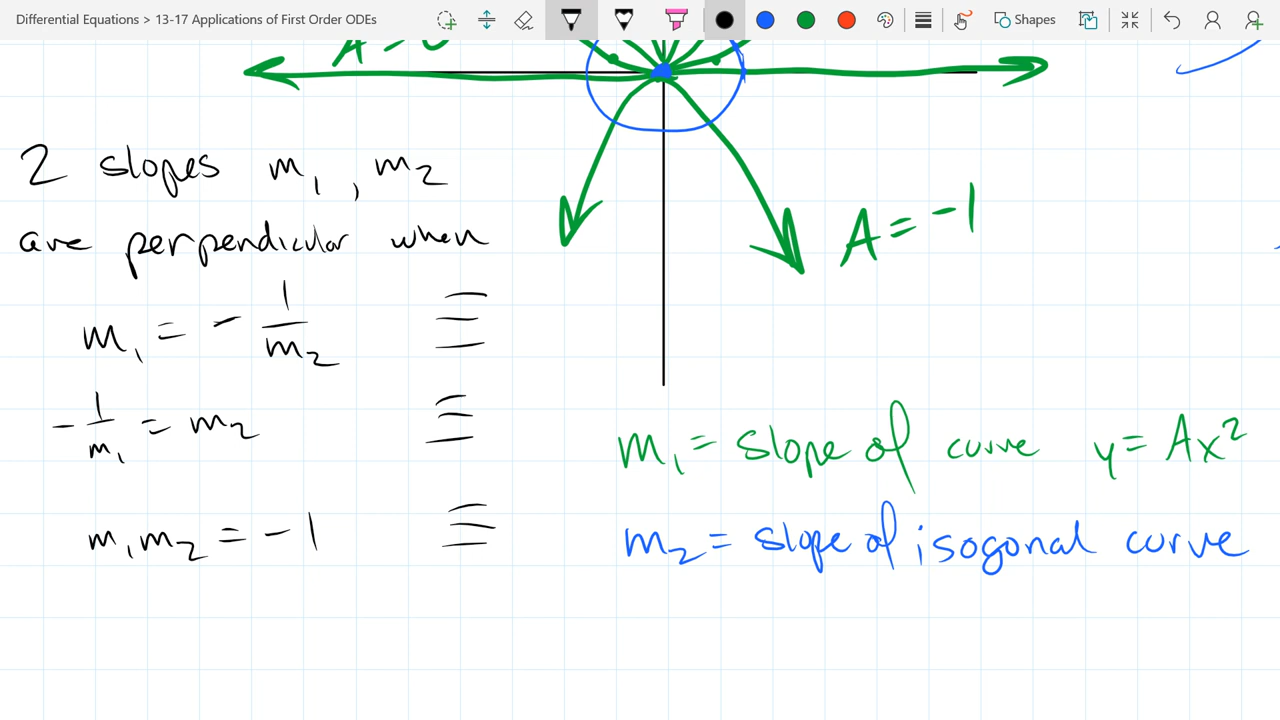 Differential Equations > 13-17 Applications of First Order ODEs
Shapes
2 slopes m₁, m₂
are perpendicular when
m₁ = - 1/m₂ ≡
- 1/m₁ = m₂ ≡
m₁m₂ = -1 ≡
A = -1
m₁ = slope of curve y = Ax²
m₂ = slope of isogonal curve